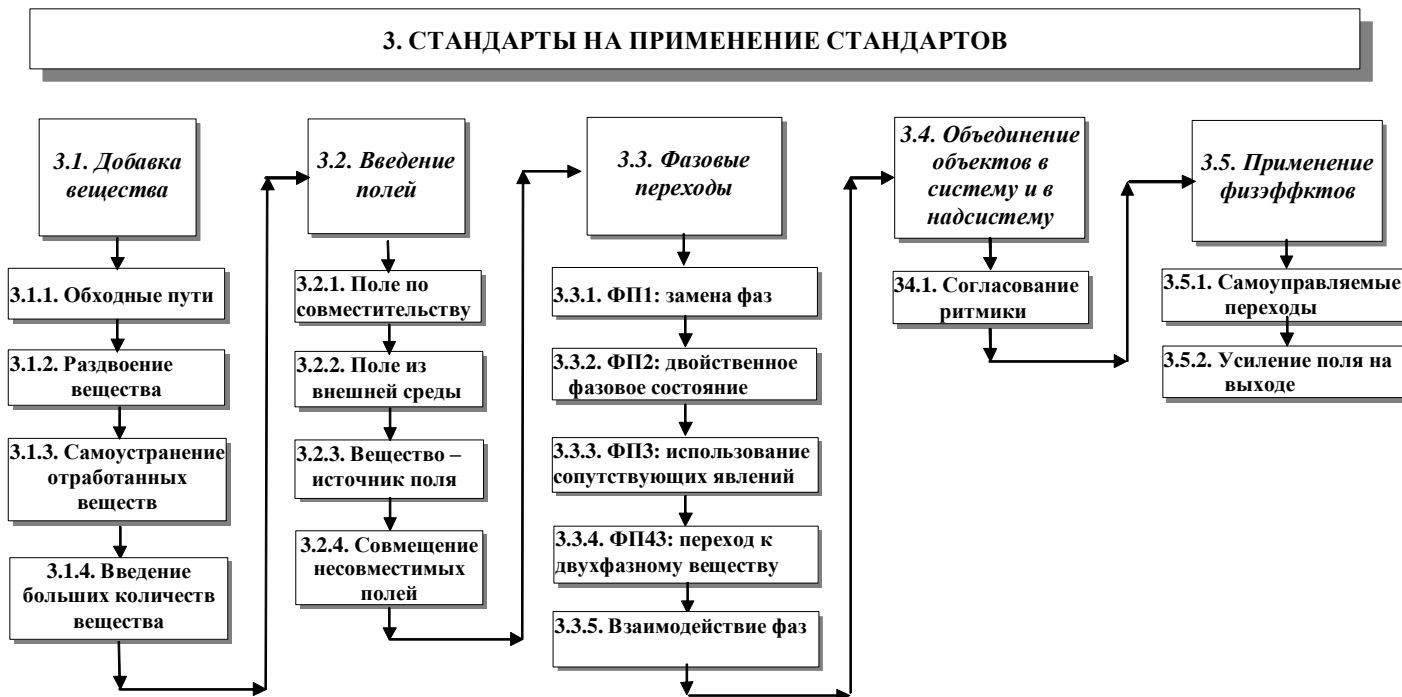 3. СТАНДАРТЫ НА ПРИМЕНЕНИЕ СТАНДАРТОВ
3.1. Добавка
вещества
3.1.1. Обходные пути
3.1.2. Раздвоение
вещества
3.1.3. Самоустранение
отработанных
веществ
3.1.4. Введение
больших количеств
вещества
3.2. Введение
полей
3.2.1. Поле по
совместительству
3.2.2. Поле из
внешней среды
3.2.3. Вещество –
источник поля
3.2.4. Совмещение
несовместимых
полей
3.3. Фазовые
переходы
3.3.1. ФП1: замена фаз
3.3.2. ФП2: двойственное
фазовое состояние
3.3.3. ФП3: использование
сопутствующих явлений
3.3.4. ФП43: переход к
двухфазному веществу
3.3.5. Взаимодействие фаз
3.4. Объединение
объектов в
систему и в
надсистему
34.1. Согласование
ритмики
3.5. Применение
физэффктов
3.5.1. Самоуправляемые
переходы
3.5.2. Усиление поля на
выходе